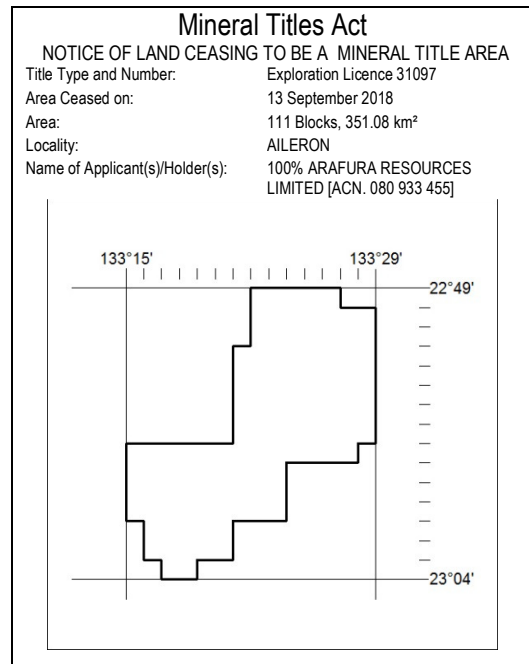 Mineral Titles Act
NOTICE OF LAND CEASING TO BE A MINERAL TITLE AREA
Title Type and Number: Exploration Licence 31097
Area Ceased on: 13 September 2018
Area: 111 Blocks, 351.08 km²
Locality: AILERON
Name of Applicant(s)/Holder(s): 100% ARAFURA RESOURCES
LIMITED [ACN. 080 933 455]
133°15' 133°29'
22°49'
23°04'